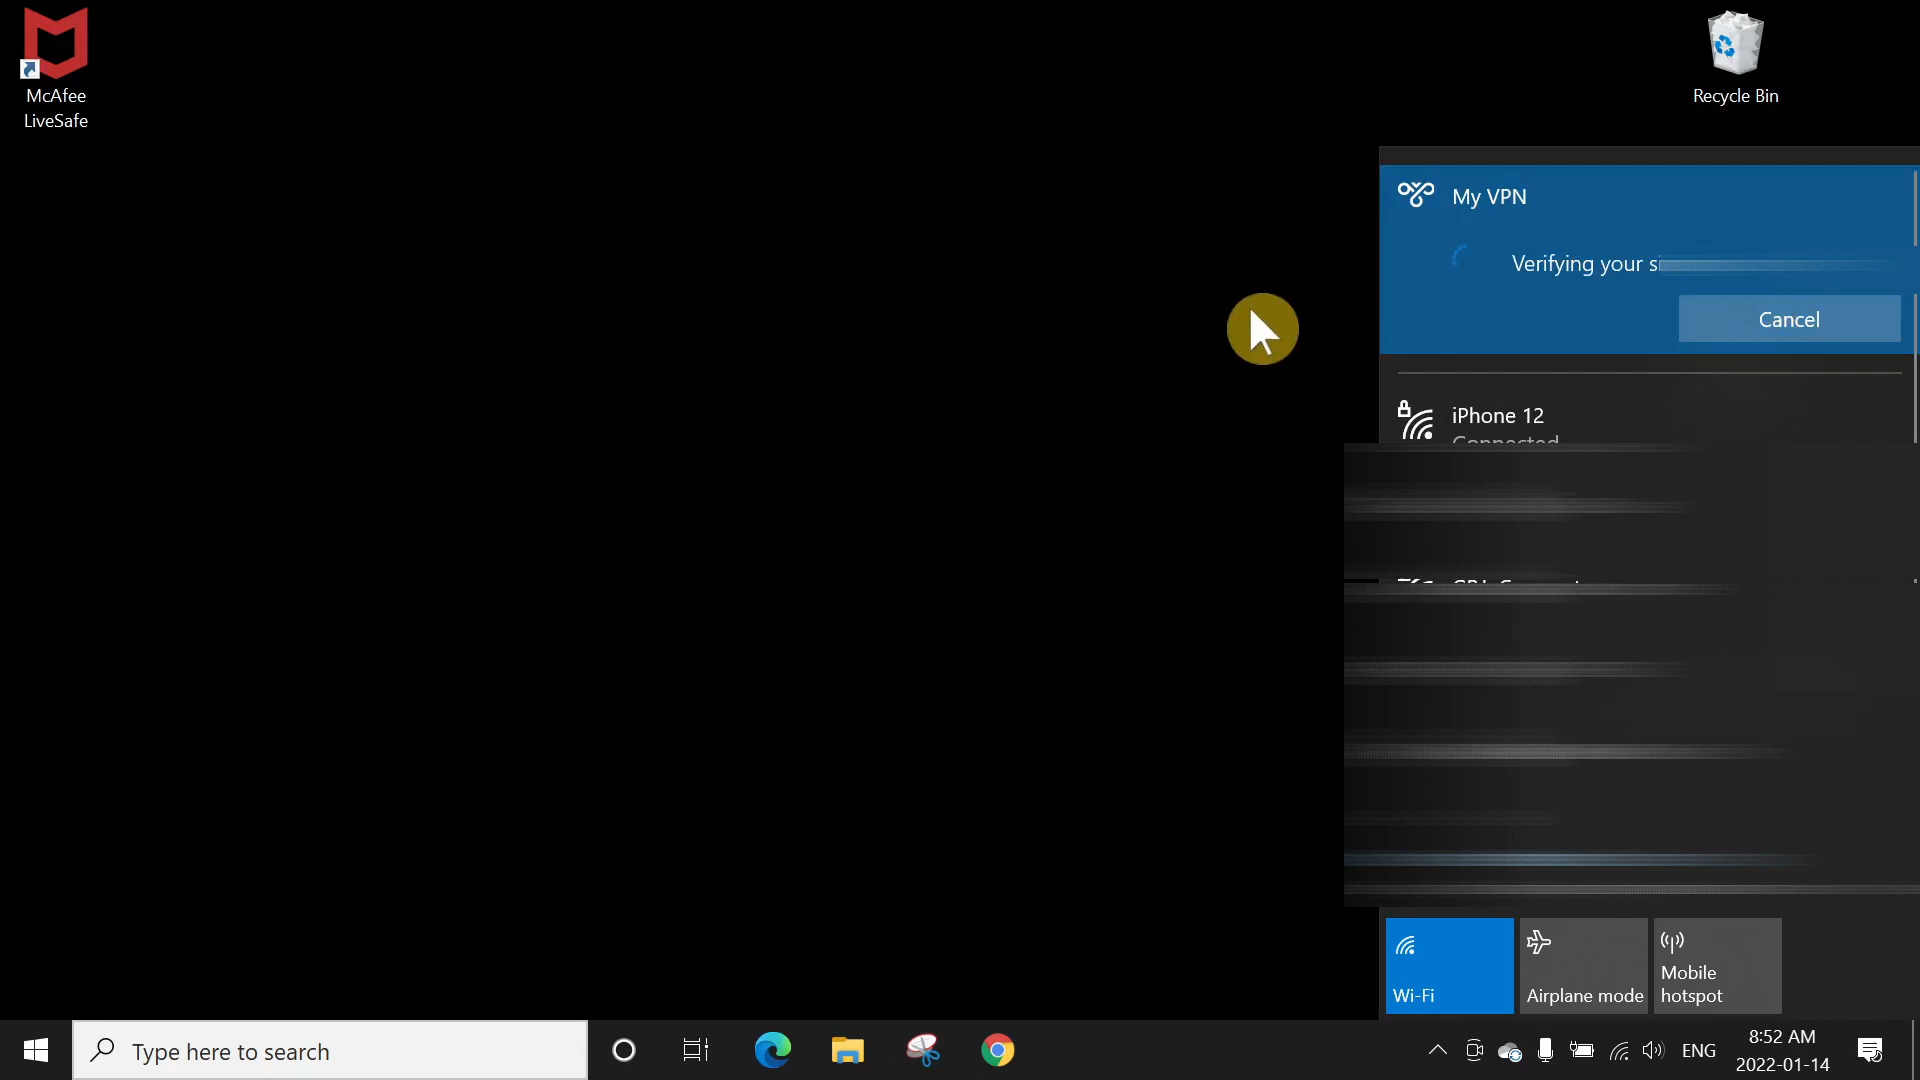 McAfee
LiveSafe
Recycle Bin
My VPN
Verifying your
Cancel
iPhone 12
Connected
Wi-Fi
Airplane mode
Mobile
hotspot
Type here to search
ENG
8:52 AM
2022-01-14